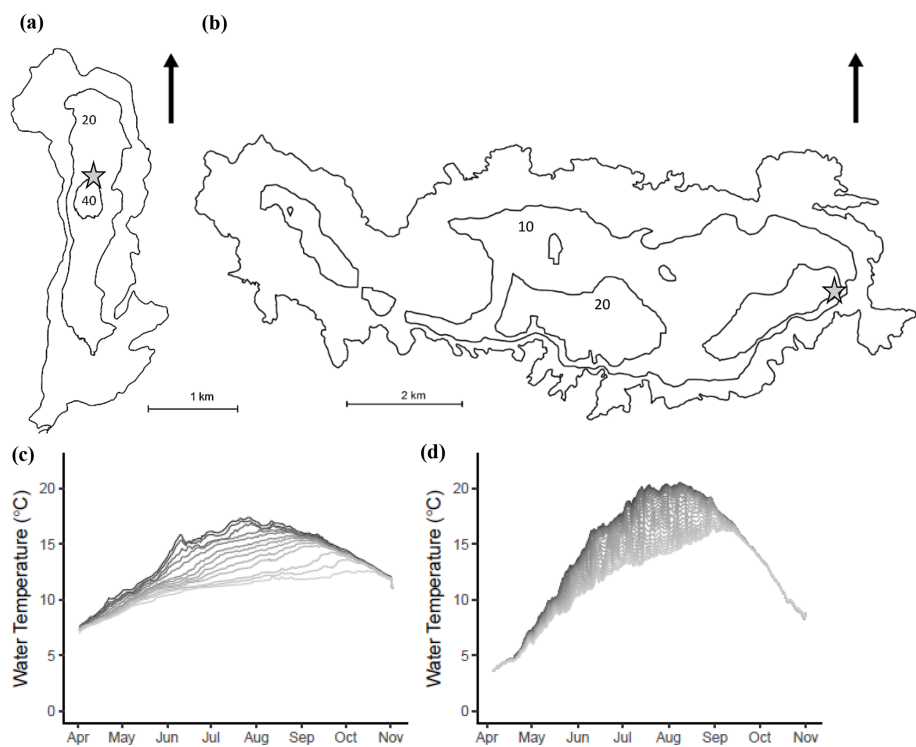 (a)
(b)
20
40
1 km
10
20
2 km
(c)
(d)
Water Temperature (°C)
20
15
10
5
0
Apr May Jun Jul Aug Sep Oct Nov
Water Temperature (°C)
20
15
10
5
0
Apr May Jun Jul Aug Sep Oct Nov